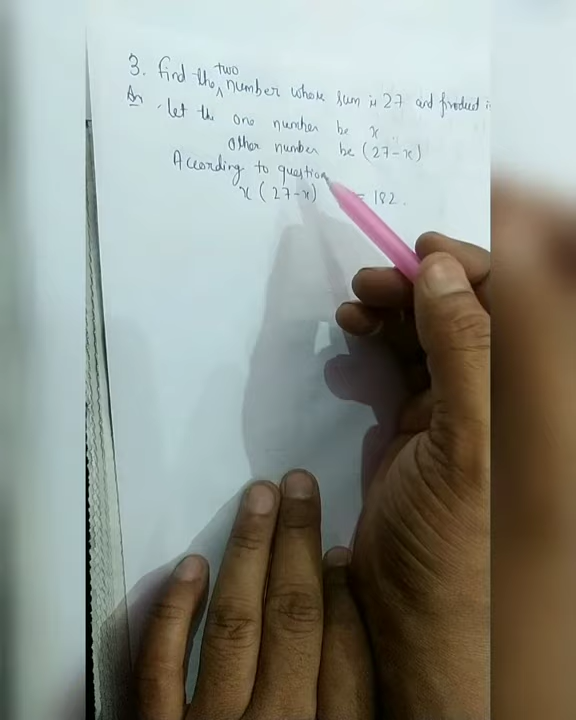 3. Find the two number whose sum is 27 and product i
An . let the one number be x
other number be (27-x)
According to question
x (27-x) = 182.